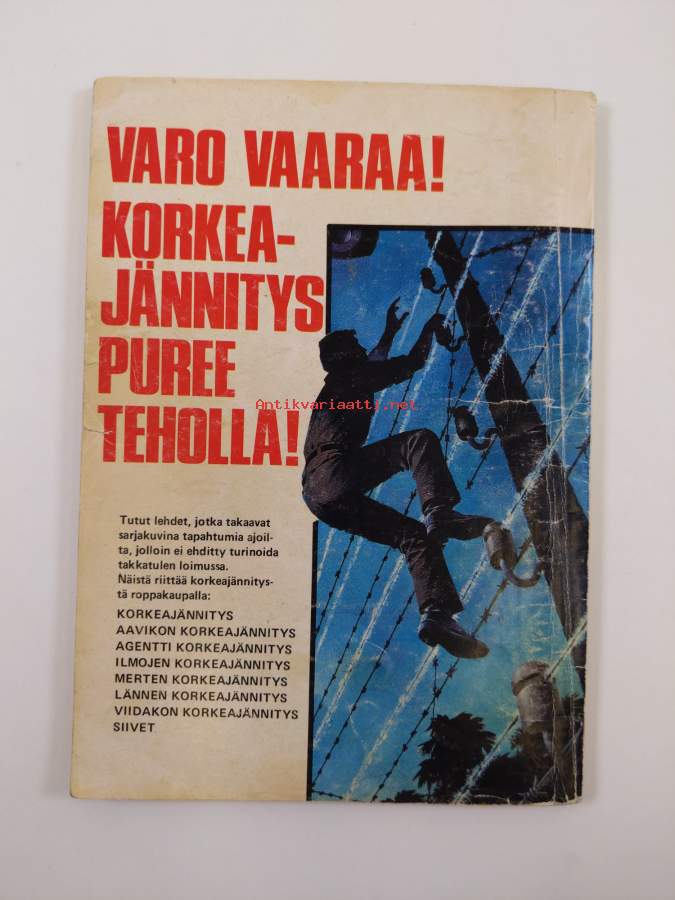 VARO VAARAA!
KORKEA-
JÄNNITYS
PUREE
TEHOLLA!
Antikvariaatti.net
Tutut lehdet, jotka takaavat
sarjakuvina tapahtumia ajoil-
ta, jolloin ei ehditty turinoida
takkatulen loimussa.
Näistä riittää korkeajännitys-
tä roppakaupalla:
KORKEAJÄNNITYS
AAVIKON KORKEAJÄNNITYS
AGENTTI KORKEAJÄNNITYS
ILMOJEN KORKEAJÄNNITYS
MERTEN KORKEAJÄNNITYS
LÄNNEN KORKEAJÄNNITYS
VIIDAKON KORKEAJÄNNITYS
SIIVET